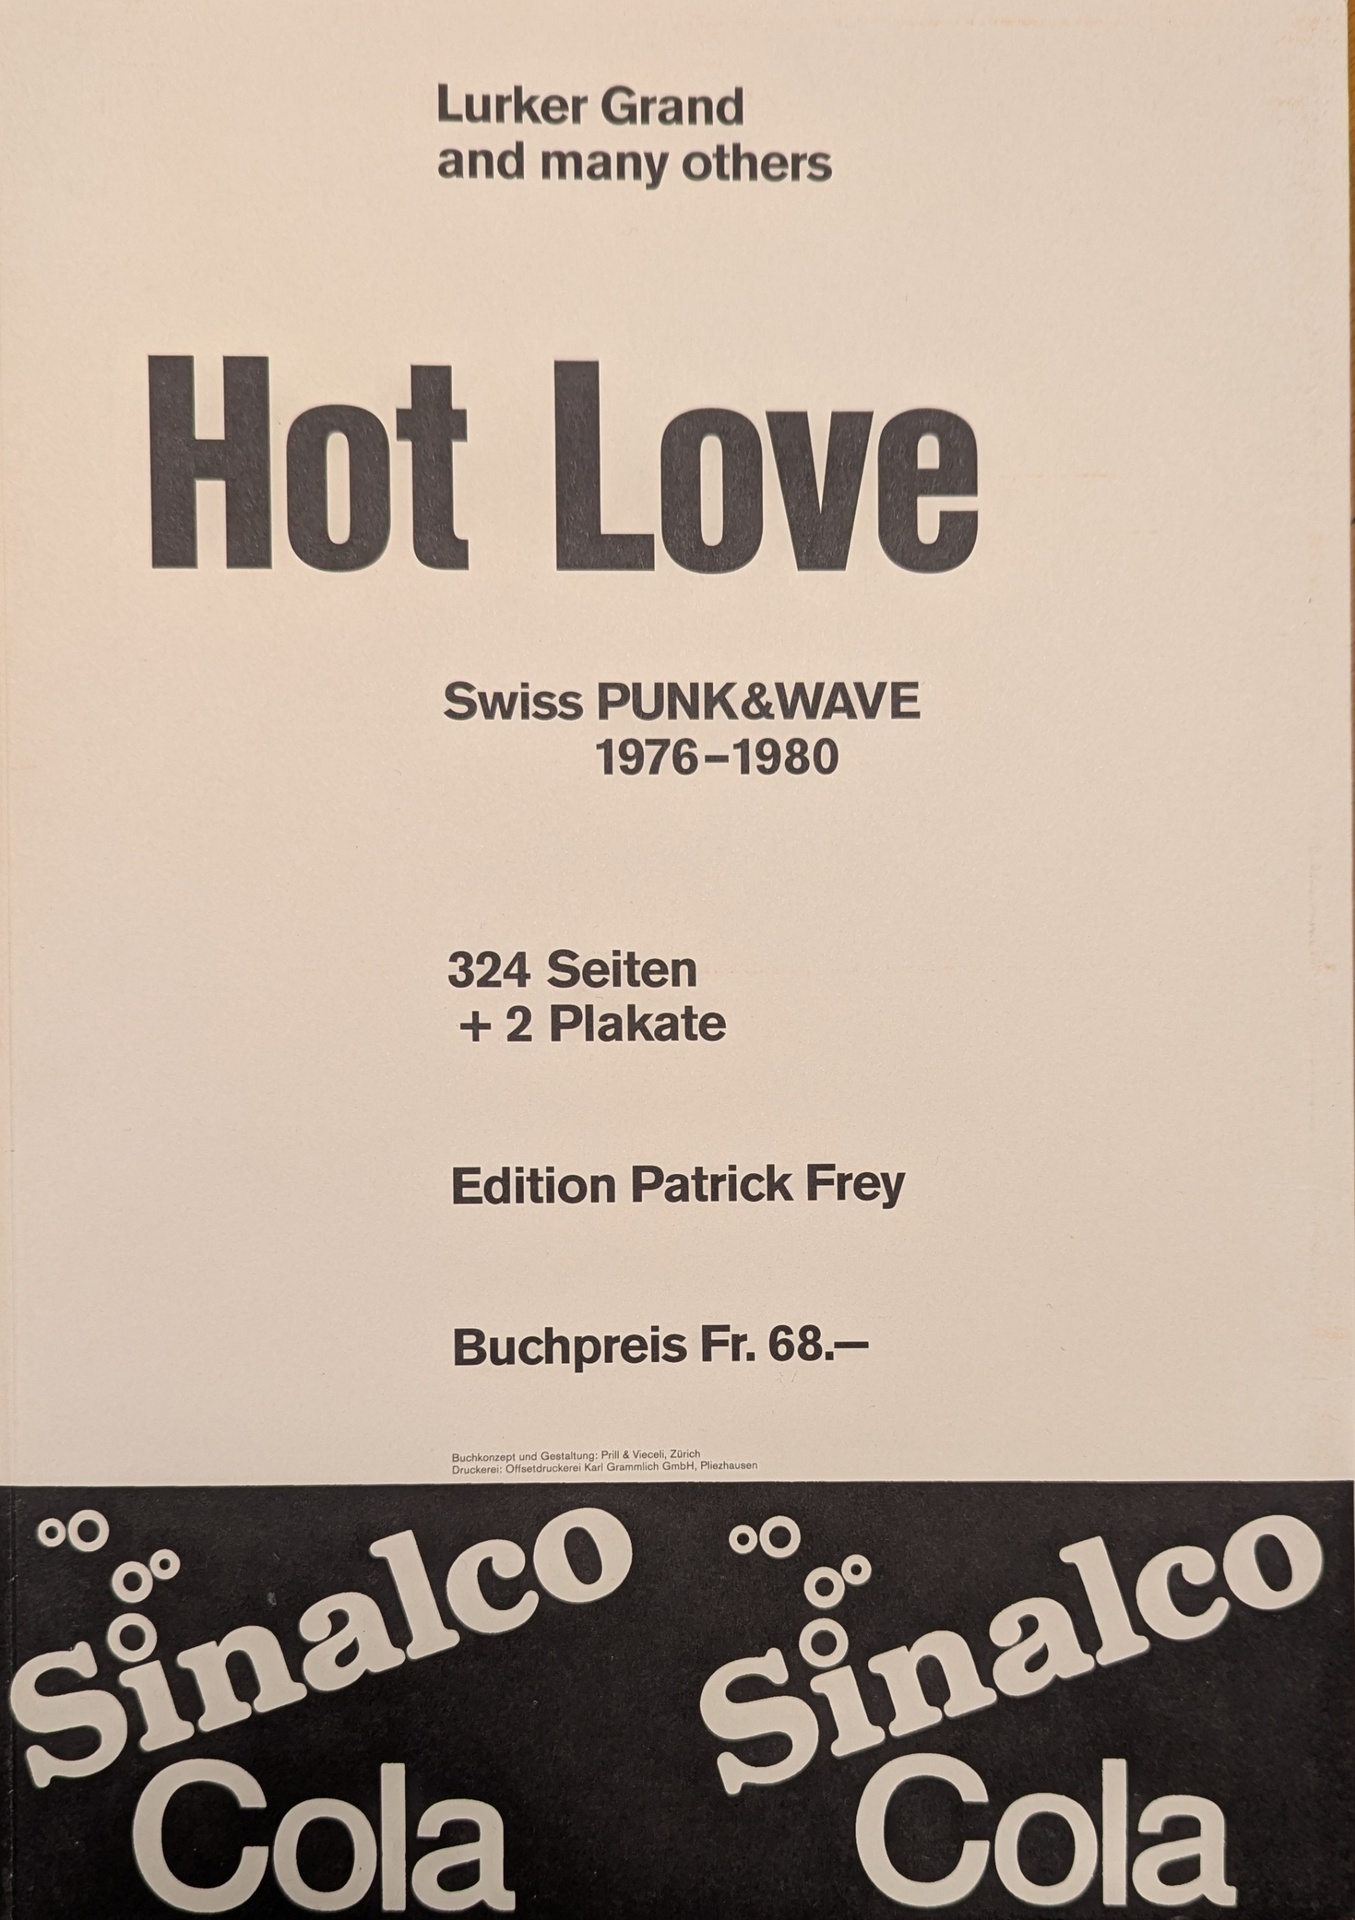 Lurker Grand
and many others
Hot Love
Swiss PUNK&WAVE
1976–1980
324 Seiten
+ 2 Plakate
Edition Patrick Frey
Buchpreis Fr. 68.–
Buchkonzept und Gestaltung: Prill & Vieceli, Zürich
Druckerei: Offsetdruckerei Karl Grammlich GmbH, Pliezhausen
Sinalco
Cola
Sinalco
Cola